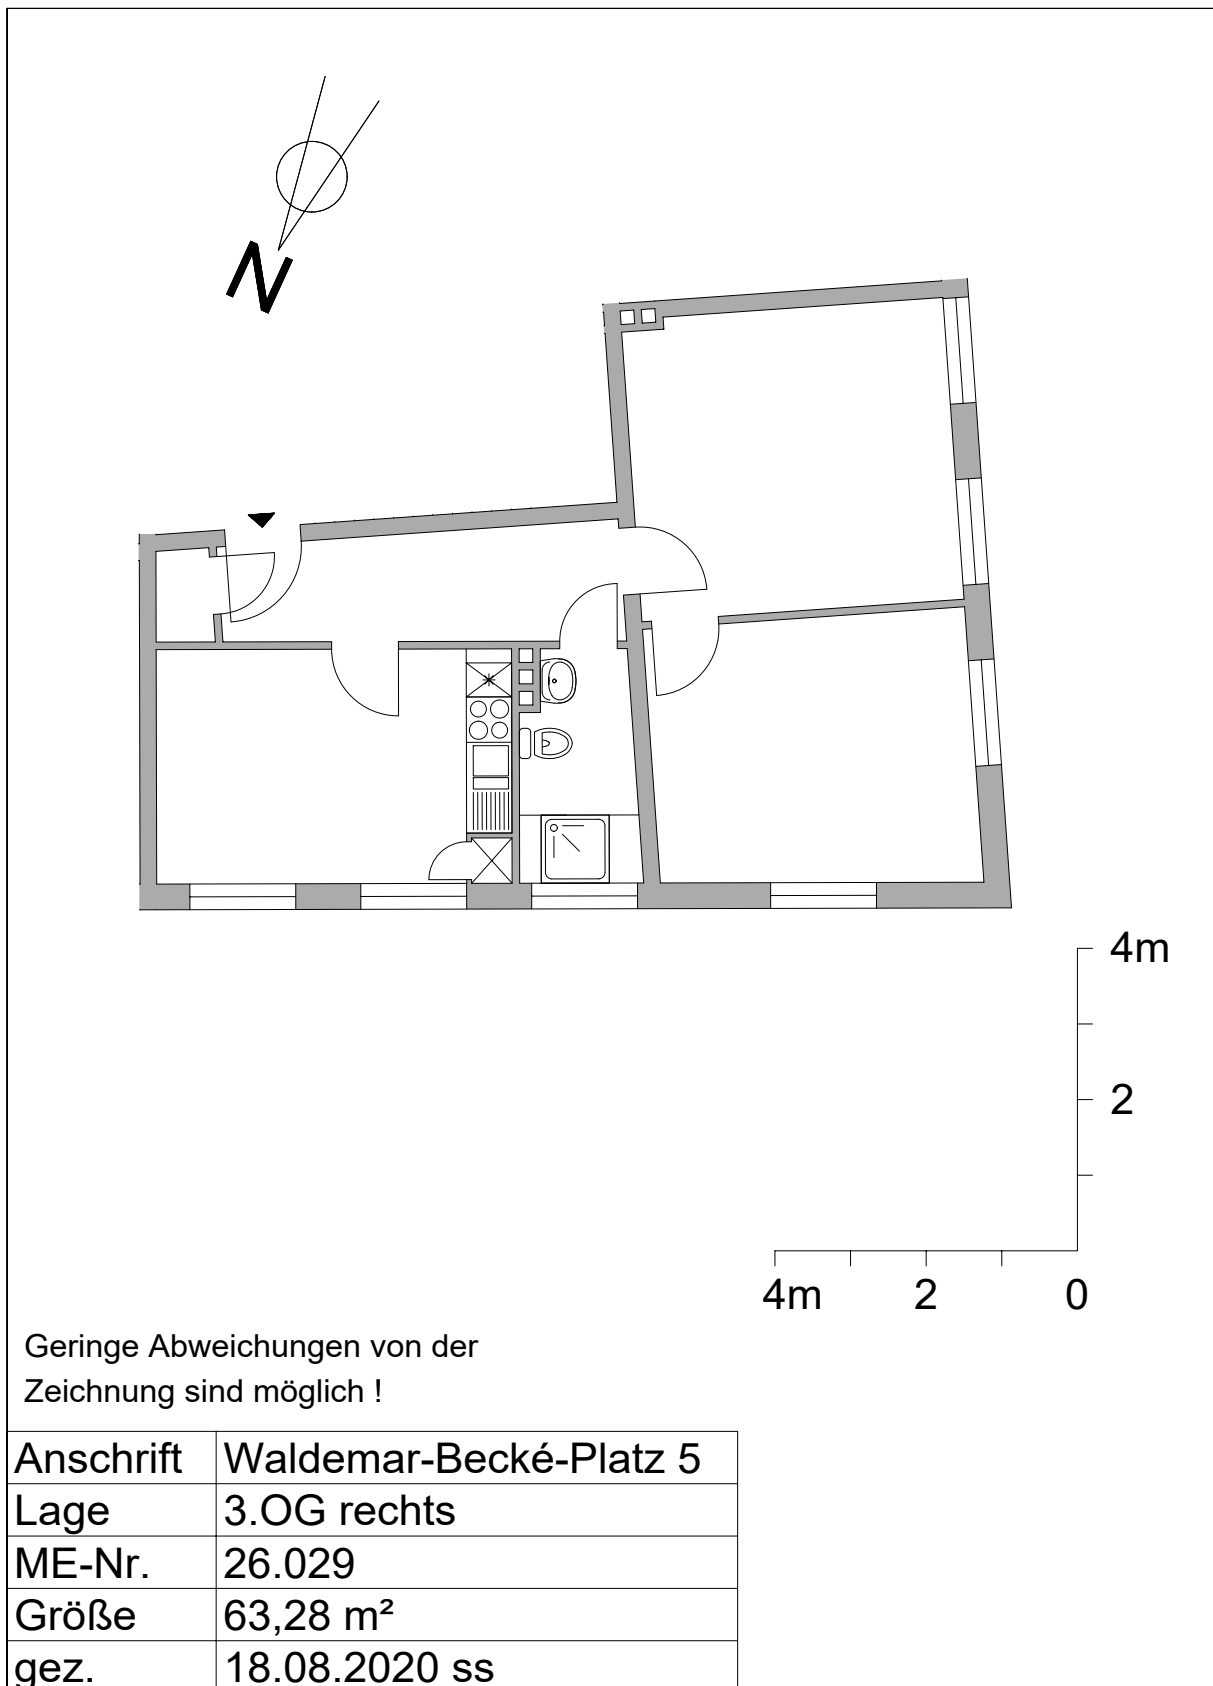 N
4m
2
4m 2 0
Geringe Abweichungen von der
Zeichnung sind möglich !
Anschrift Waldemar-Becké-Platz 5
Lage 3.OG rechts
ME-Nr. 26.029
Größe 63,28 m²
gez. 18.08.2020 ss